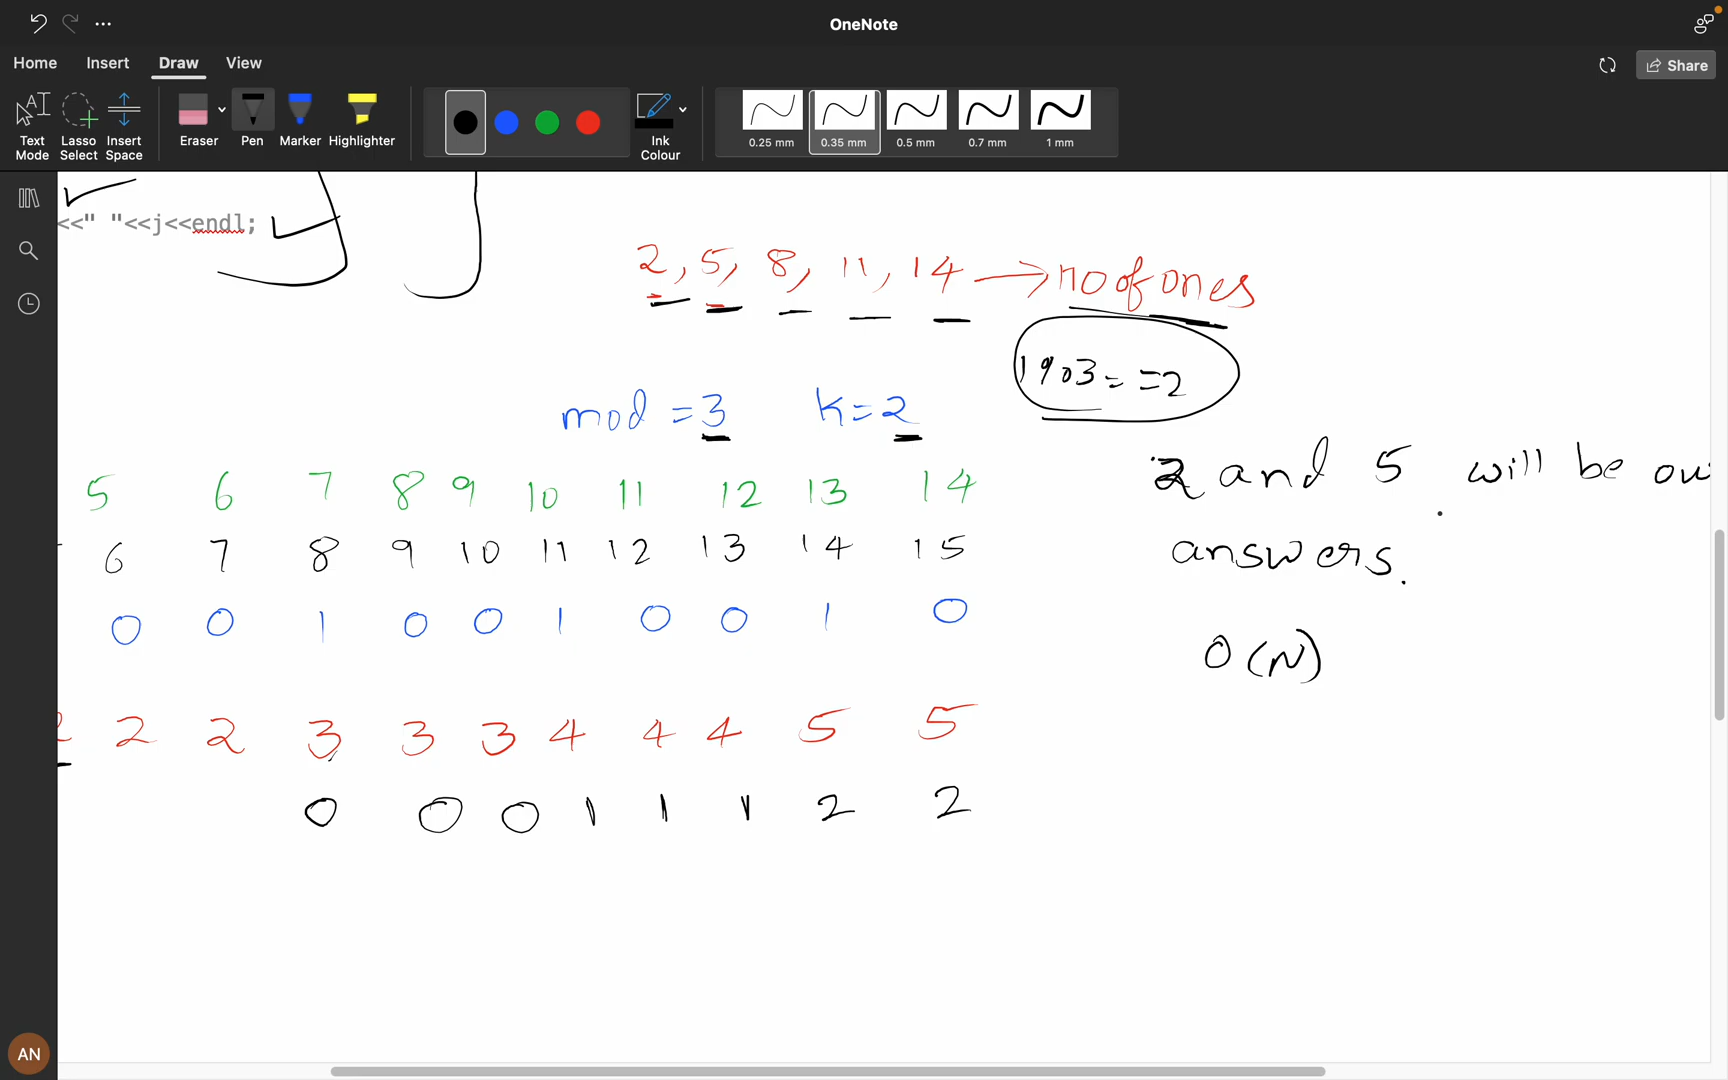 OneNote
Home Insert Draw View
Share
Text Mode
Lasso Select
Insert Space
Eraser
Pen
Marker
Highlighter
Ink Colour
0.25 mm
0.35 mm
0.5 mm
0.7 mm
1 mm
<<" "<<j<<endl;
2, 5, 8, 11, 14 → no of ones
mod = 3 k = 2
2 and 5 will be ou
answers.
5 6 7 8 9 10 11 12 13 14
6 7 8 9 10 11 12 13 14 15
0 0 1 0 0 1 0 0 1 0
O(N)
2 2 2 3 3 3 4 4 4 5 5
0 0 0 1 1 1 2 2
AN